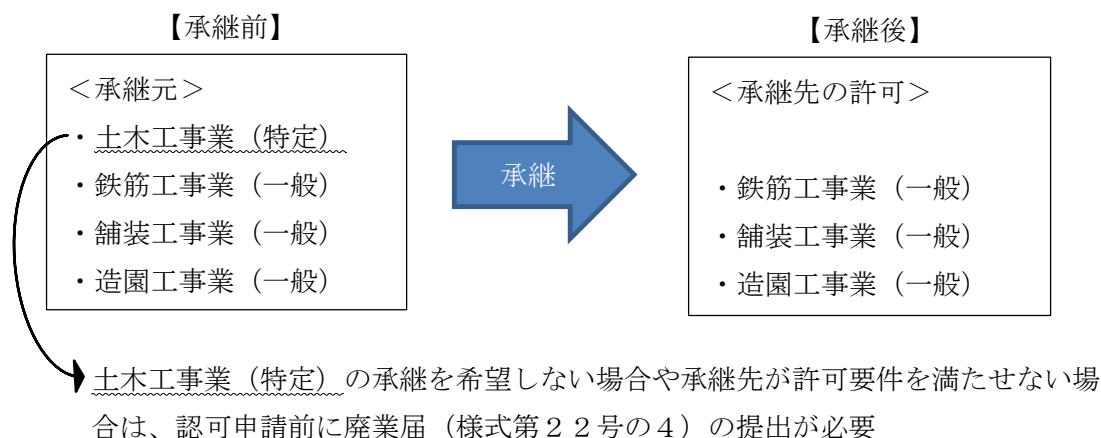 【承継前】
【承継後】
＜承継元＞
・土木工事業（特定）
・鉄筋工事業（一般）
・舗装工事業（一般）
・造園工事業（一般）
承継
＜承継先の許可＞
・鉄筋工事業（一般）
・舗装工事業（一般）
・造園工事業（一般）
土木工事業（特定）の承継を希望しない場合や承継先が許可要件を満たせない場
合は、認可申請前に廃業届（様式第２２号の４）の提出が必要